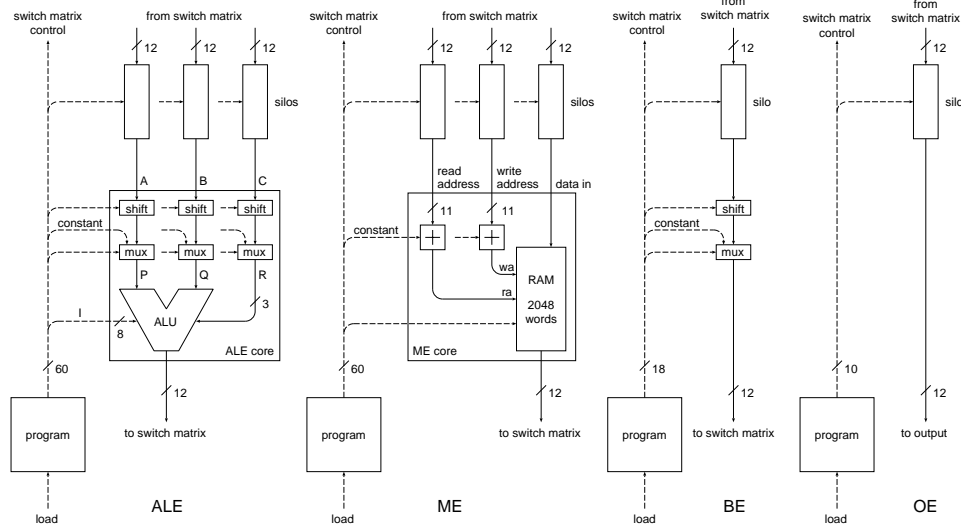 switch matrix
control
from switch matrix
12
12
12
silos
A
B
C
shift
shift
shift
constant
mux
mux
mux
P
Q
R
I
8
ALU
3
ALE core
60
12
program
to switch matrix
load
ALE
switch matrix
control
from switch matrix
12
12
12
silos
read
address
write
address
data in
11
11
constant
+
+
wa
ra
RAM
2048
words
ME core
60
12
program
to switch matrix
load
ME
switch matrix
control
from
switch matrix
12
silo
shift
constant
mux
18
12
program
to switch matrix
load
BE
switch matrix
control
from
switch matrix
12
silo
10
12
program
to output
load
OE